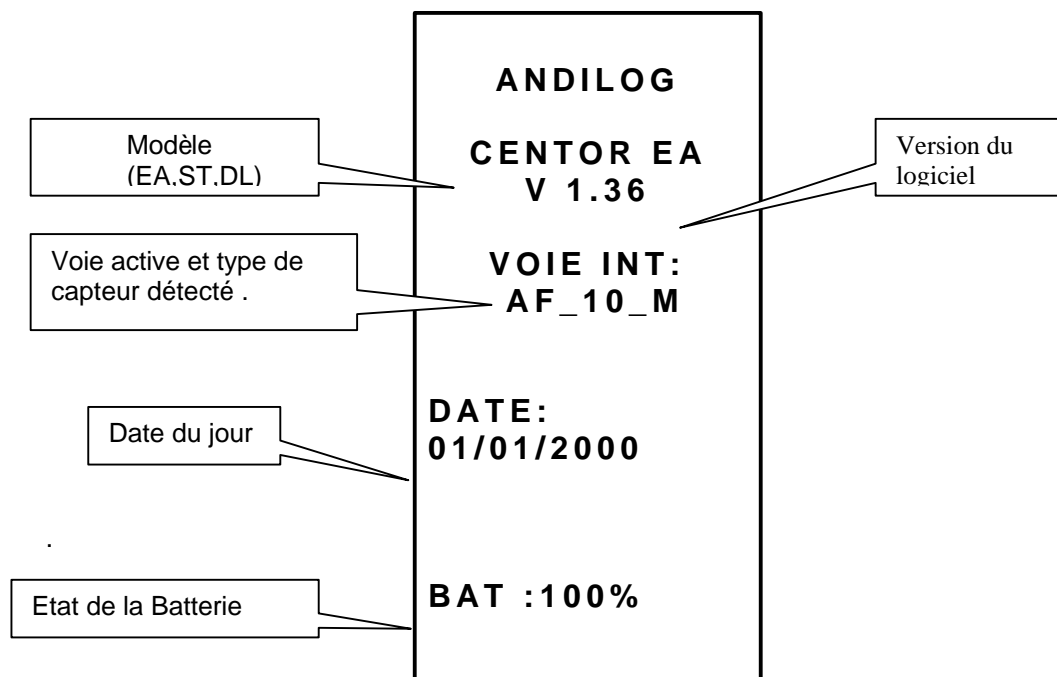 ANDILOG
Modèle
(EA,ST,DL)
CENTOR EA
V 1.36
Version du
logiciel
Voie active et type de
capteur détecté .
VOIE INT:
AF_10_M
Date du jour
DATE:
01/01/2000
.
Etat de la Batterie
BAT :100%